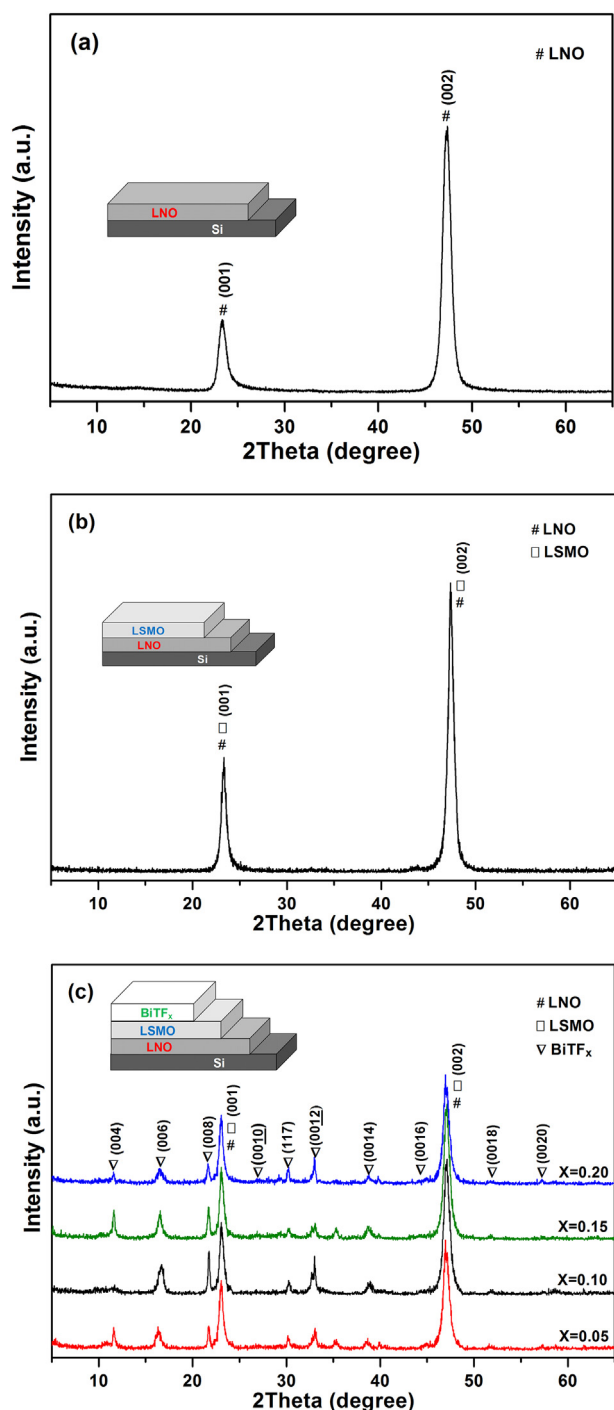 (a)
# LNO
# (002)
# (001)
LNO
Si
Intensity (a.u.)
10 20 30 40 50 60
2Theta (degree)
(b)
# LNO
□ LSMO
# □ (002)
# □ (001)
LSMO
LNO
Si
Intensity (a.u.)
10 20 30 40 50 60
2Theta (degree)
(c)
# LNO
□ LSMO
▽ BiTFₓ
BiTFₓ
LSMO
LNO
Si
(004)
(006)
(008)
# □ (001)
(0010)
(117)
(0012)
(0014)
(0016)
# □ (002)
(0018)
(0020)
X=0.20
X=0.15
X=0.10
X=0.05
Intensity (a.u.)
10 20 30 40 50 60
2Theta (degree)